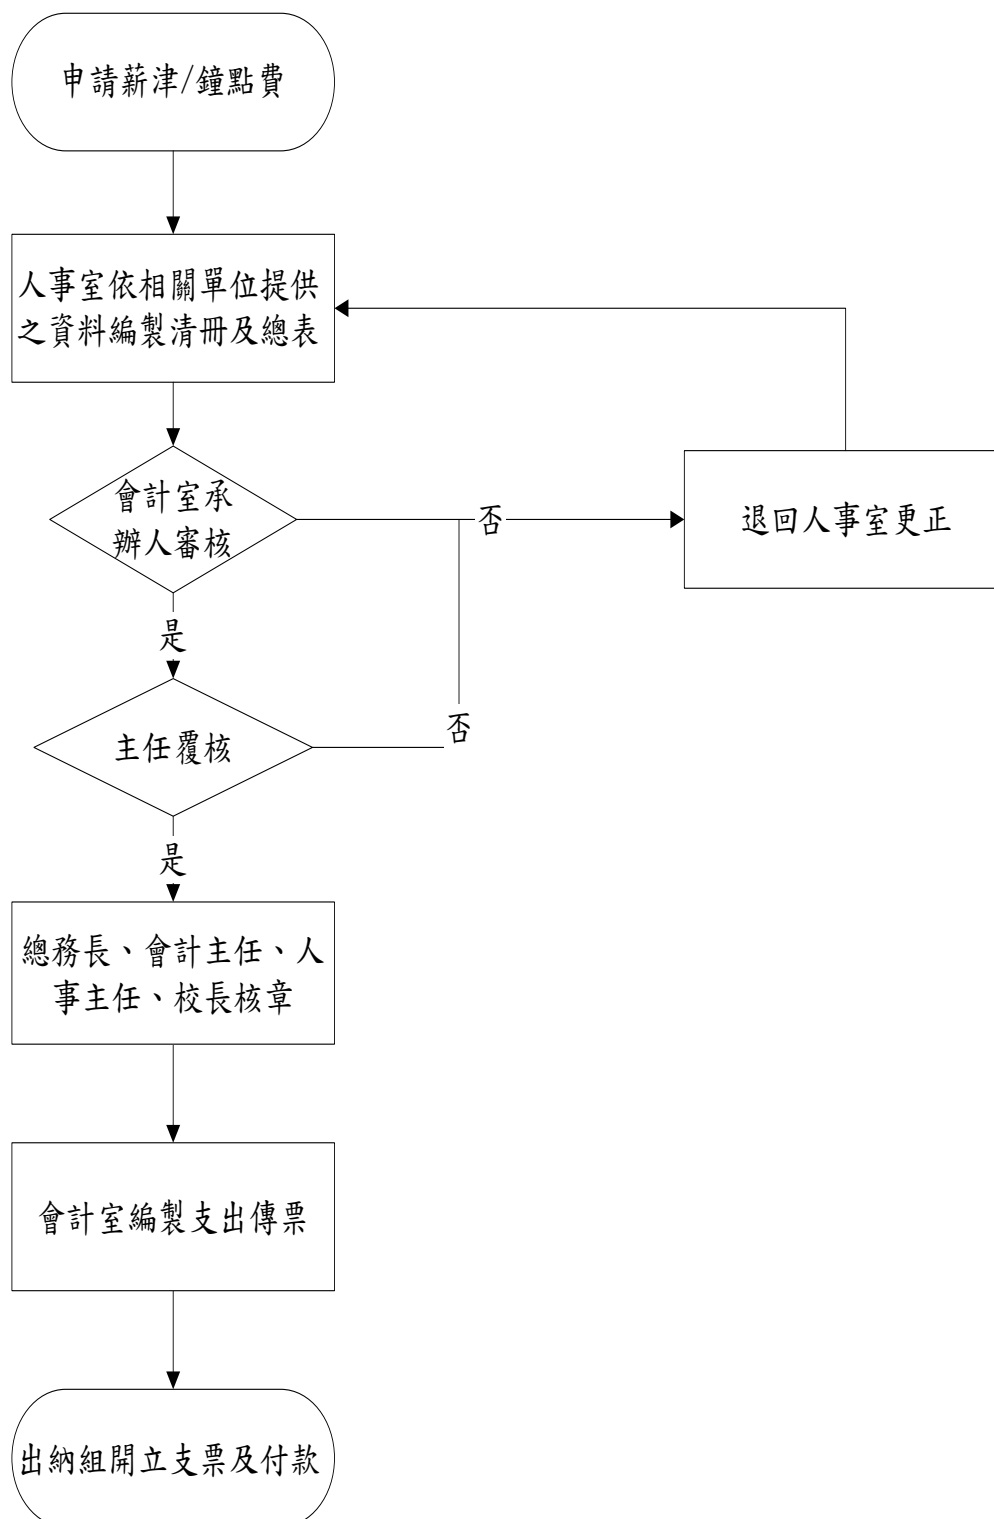 申請薪津/鐘點費
人事室依相關單位提供
之資料編製清冊及總表
會計室承
辦人審核
否
退回人事室更正
是
主任覆核
否
是
總務長、會計主任、人
事主任、校長核章
會計室編製支出傳票
出納組開立支票及付款